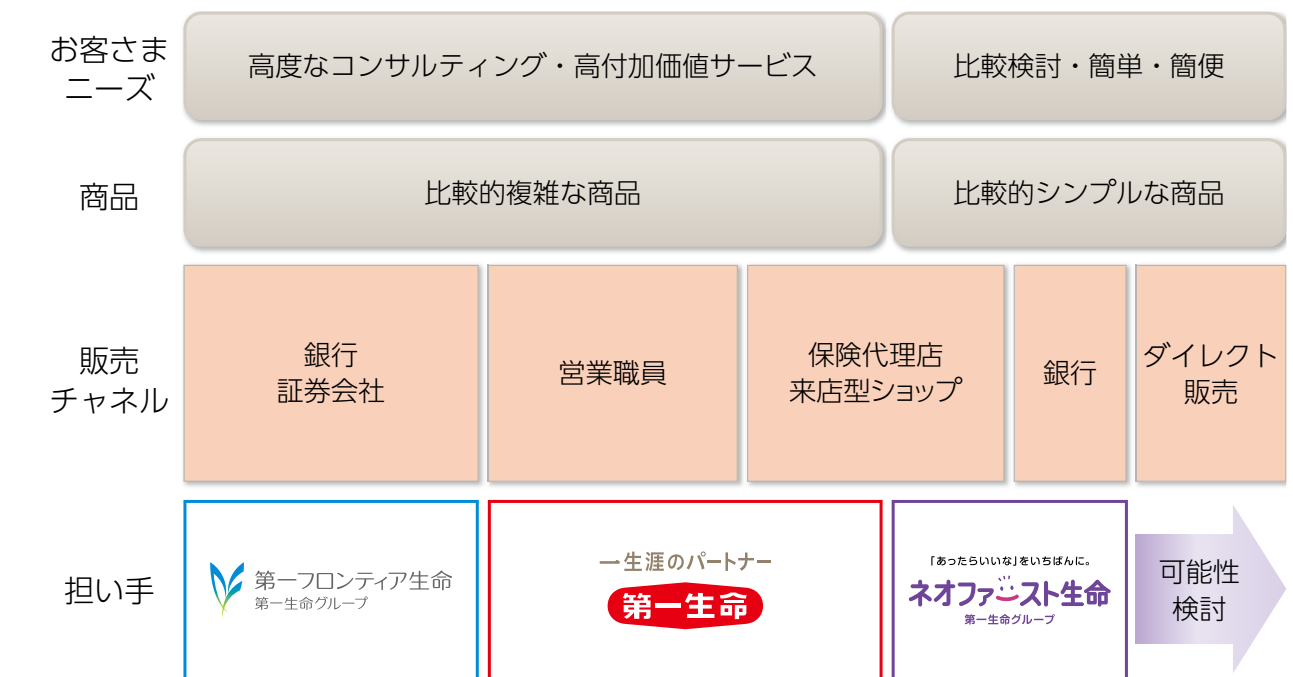 お客さま
ニーズ
高度なコンサルティング・高付加価値サービス
比較検討・簡単・簡便
商品
比較的複雑な商品
比較的シンプルな商品
販売
チャネル
銀行
証券会社
営業職員
保険代理店
来店型ショップ
銀行
ダイレクト
販売
担い手
第一フロンティア生命
第一生命グループ
一生涯のパートナー
第一生命
「あったらいいな」をいちばんに。
ネオファースト生命
第一生命グループ
可能性
検討